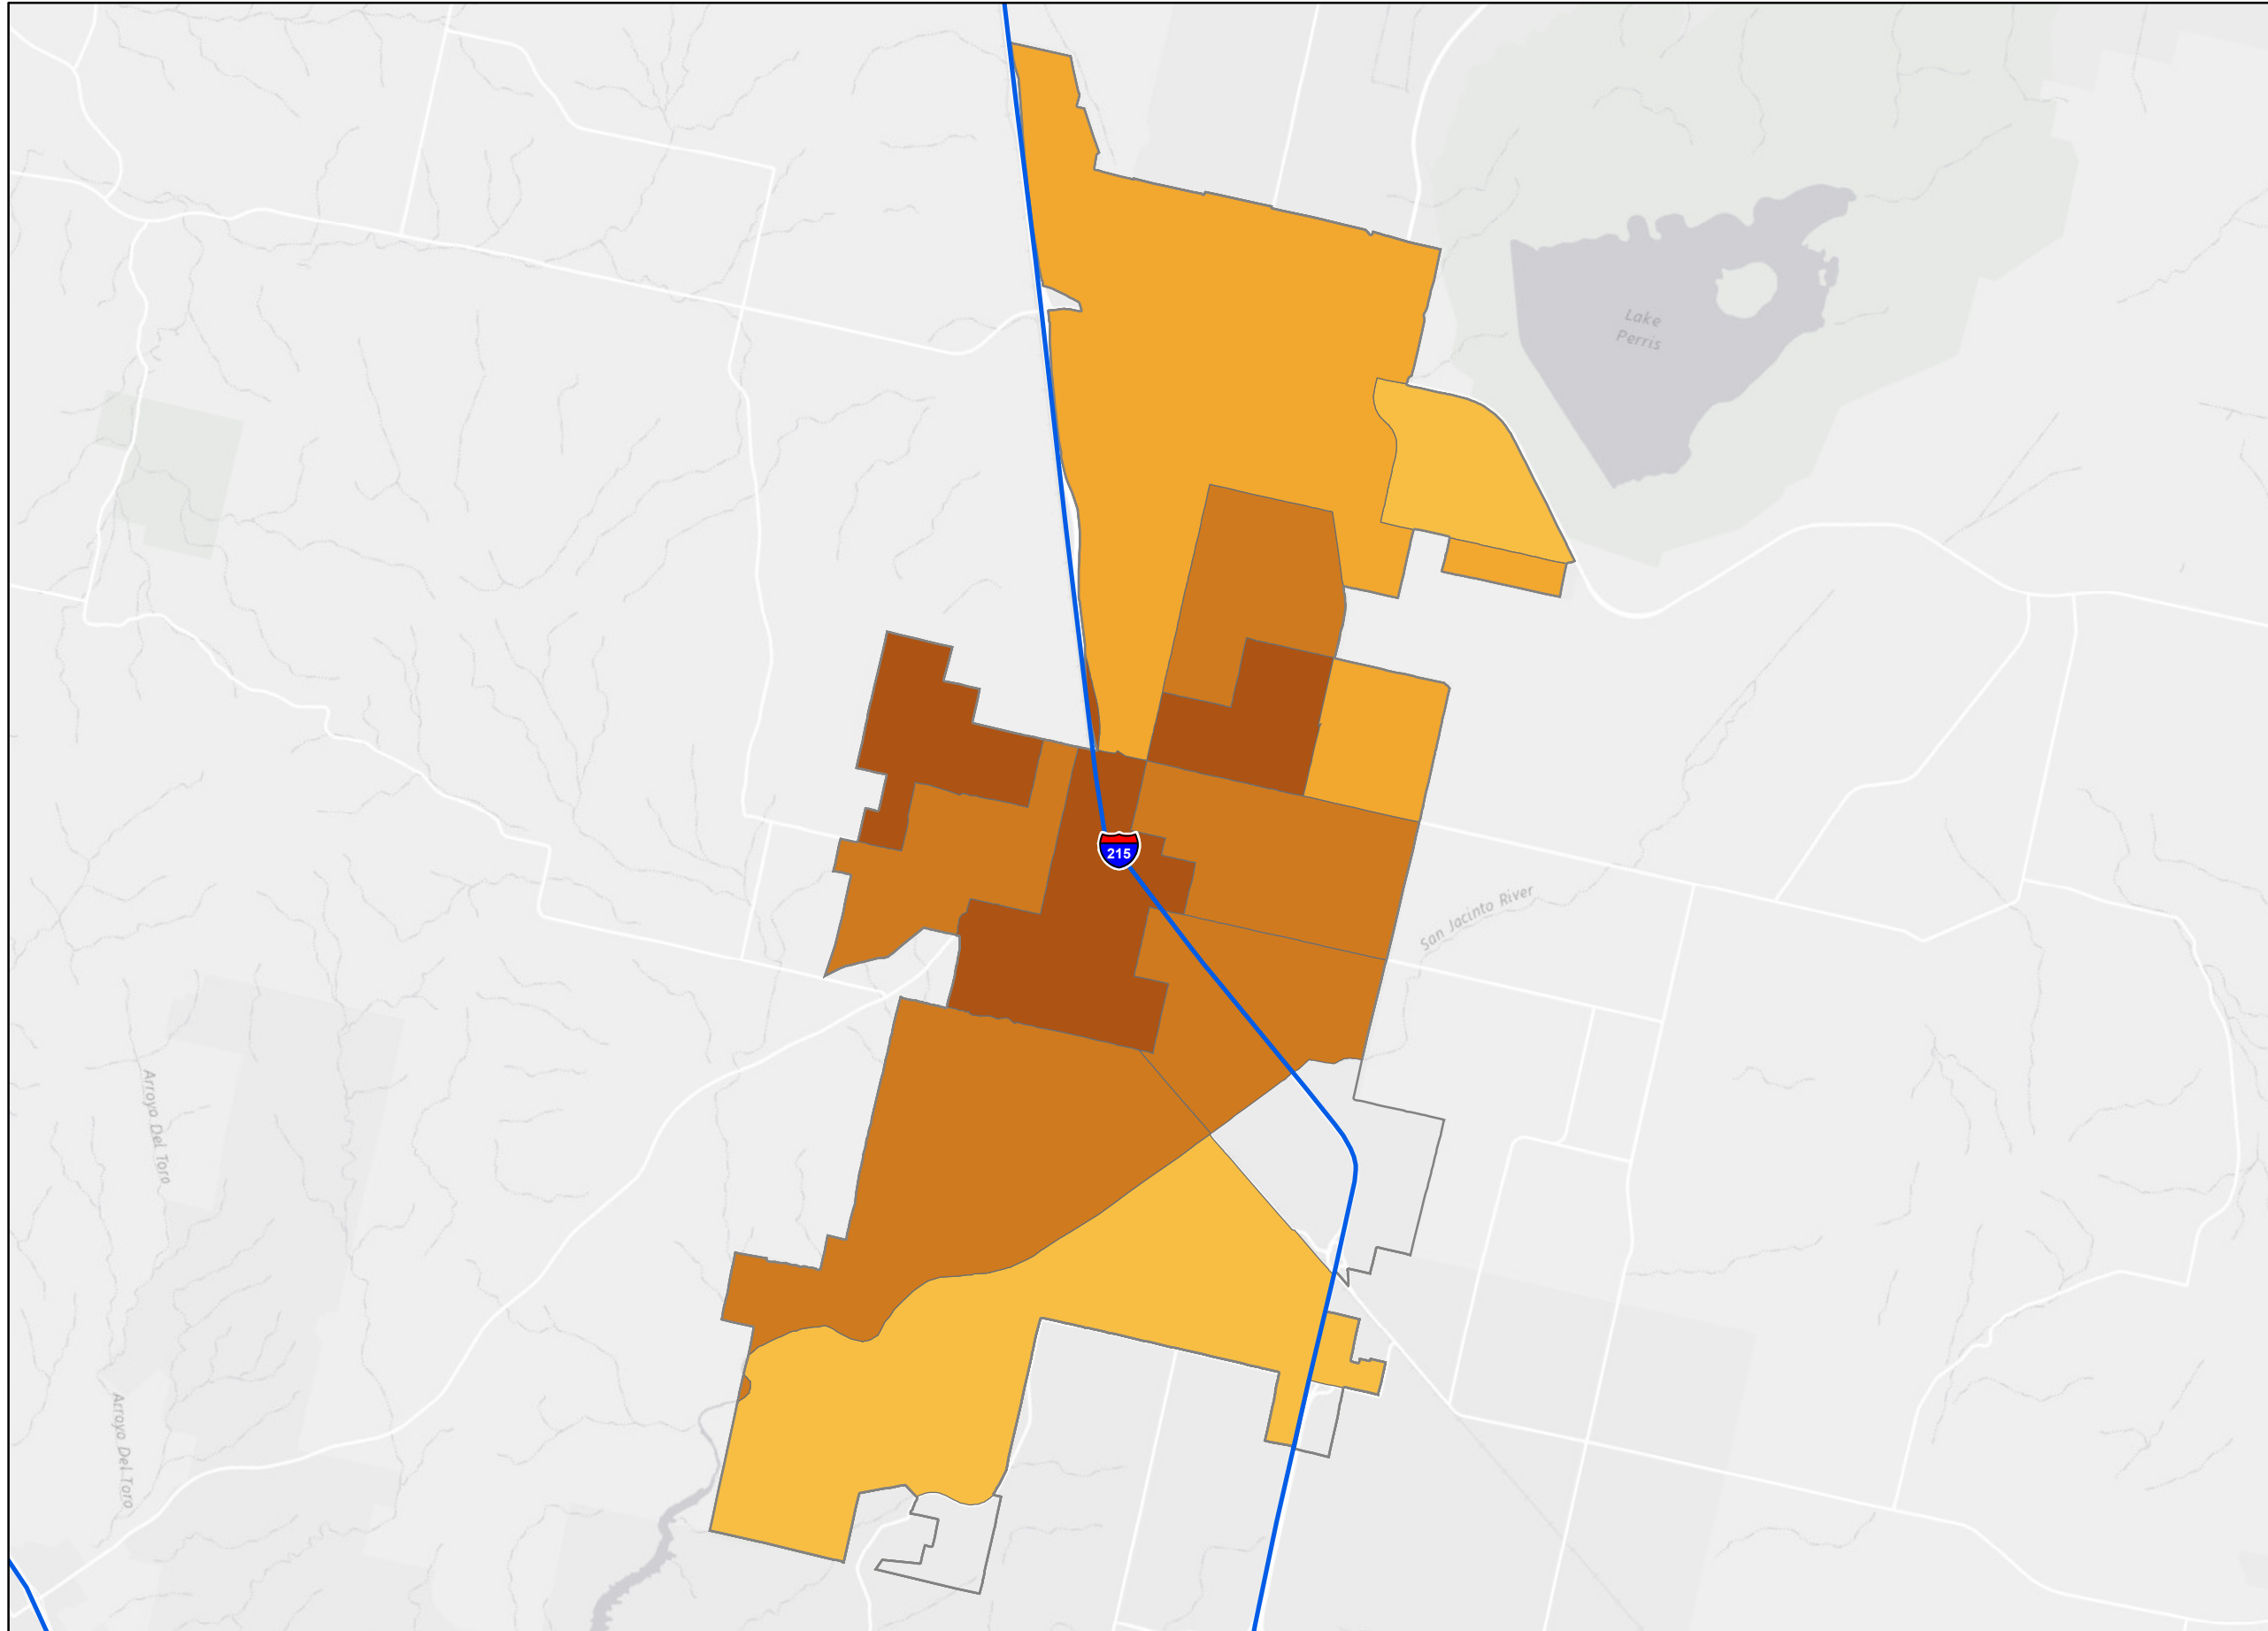 Lake
Perris
215
San Jacinto River
Arroyo Del Toro
Arroyo Del Toro